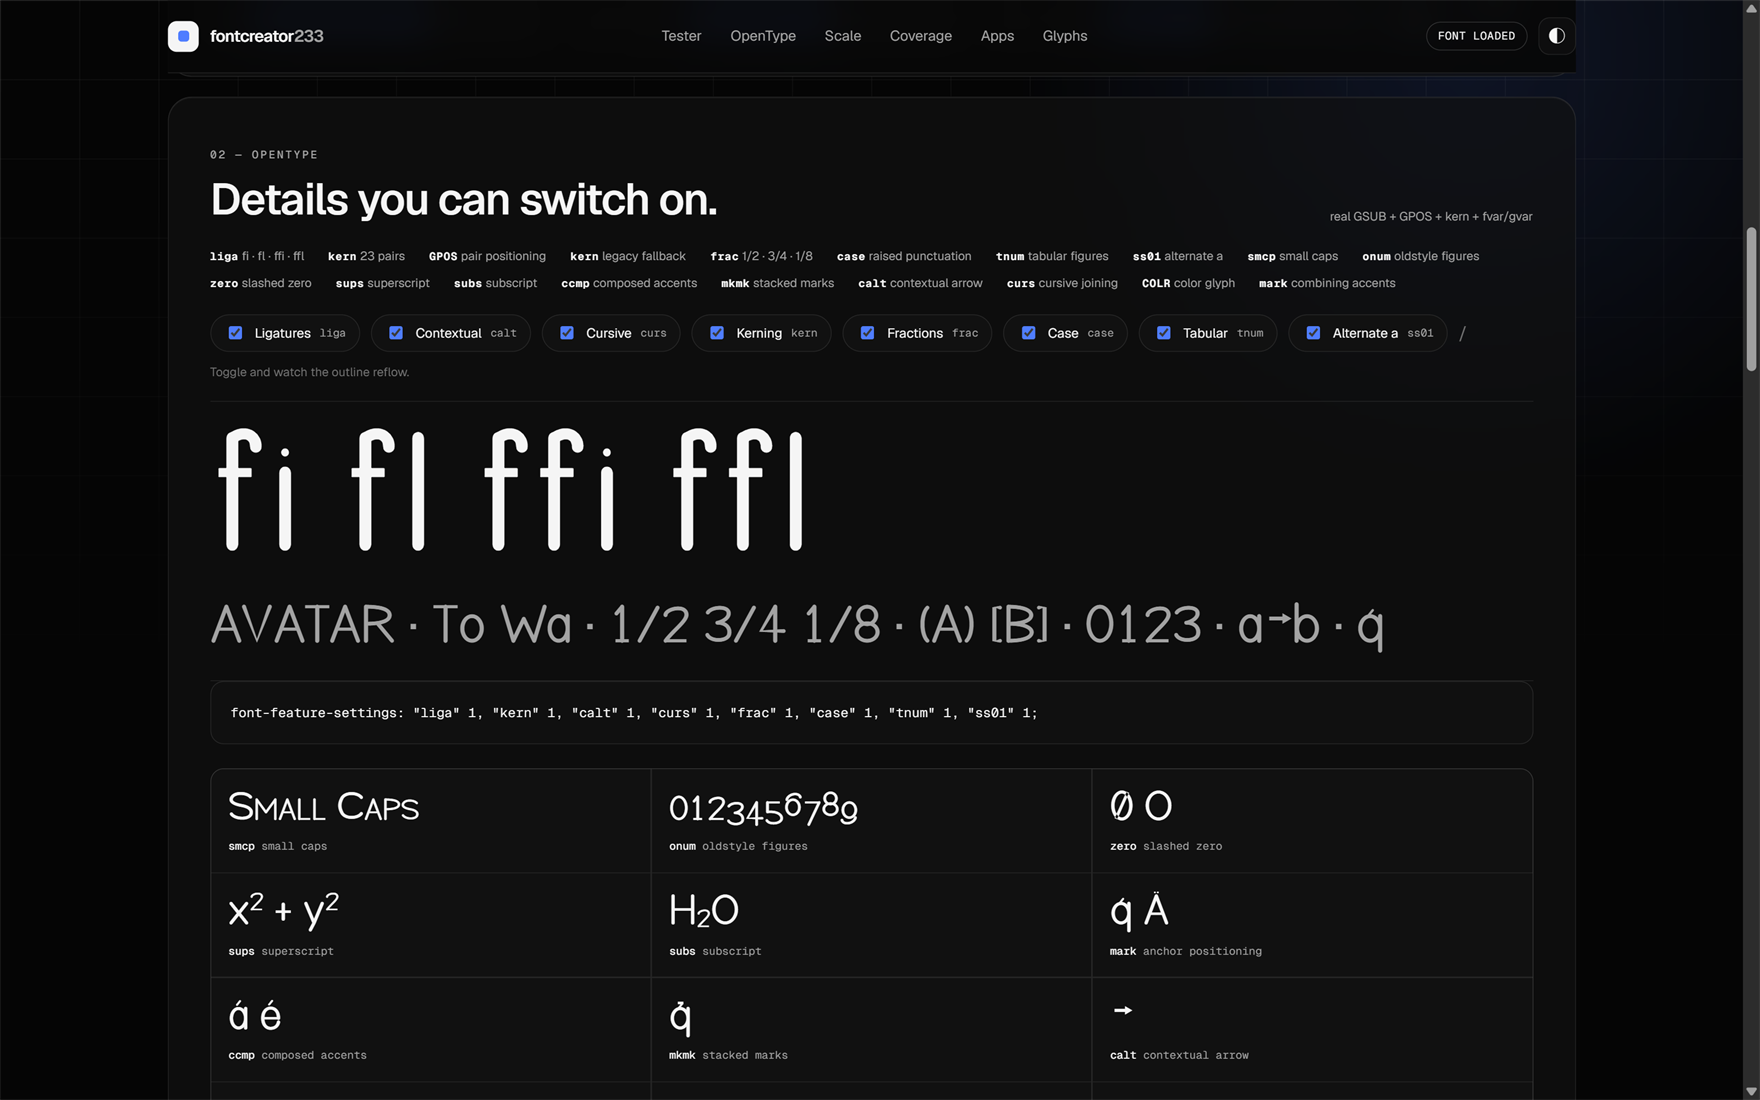 fontcreator233 Tester OpenType Scale Coverage Apps Glyphs FONT LOADED
02 — OPENTYPE
Details you can switch on.
real GSUB + GPOS + kern + fvar/gvar
liga fi · fl · ffi · ffl kern 23 pairs GPOS pair positioning kern legacy fallback frac 1/2 · 3/4 · 1/8 case raised punctuation tnum tabular figures ss01 alternate a smcp small caps onum oldstyle figures
zero slashed zero sups superscript subs subscript ccmp composed accents mkmk stacked marks calt contextual arrow curs cursive joining COLR color glyph mark combining accents
Ligatures liga Contextual calt Cursive curs Kerning kern Fractions frac Case case Tabular tnum Alternate a ss01 /
Toggle and watch the outline reflow.
fi fl ffi ffl
AVATAR · To Wa · 1/2 3/4 1/8 · (A) [B] · 0123 · a→b · q́
font-feature-settings: "liga" 1, "kern" 1, "calt" 1, "curs" 1, "frac" 1, "case" 1, "tnum" 1, "ss01" 1;
Small Caps 0123456789 0 O
smcp small caps onum oldstyle figures zero slashed zero
x² + y² H₂O q́ Ä
sups superscript subs subscript mark anchor positioning
á é →
ccmp composed accents mkmk stacked marks calt contextual arrow